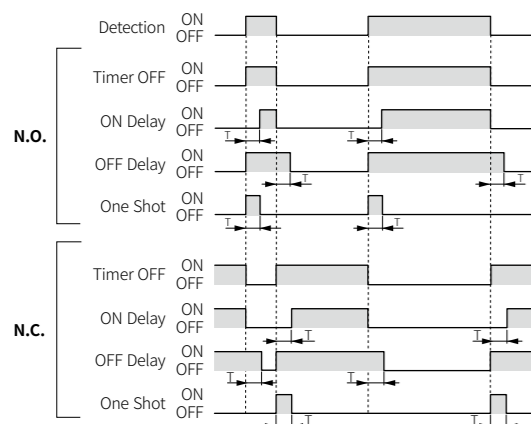 Detection ON
OFF
N.O.
Timer OFF ON
OFF
ON Delay ON
OFF
T T
OFF Delay ON
OFF
T T
One Shot ON
OFF
T T
N.C.
Timer OFF ON
OFF
ON Delay ON
OFF
T T
OFF Delay ON
OFF
T T
One Shot ON
OFF
T T